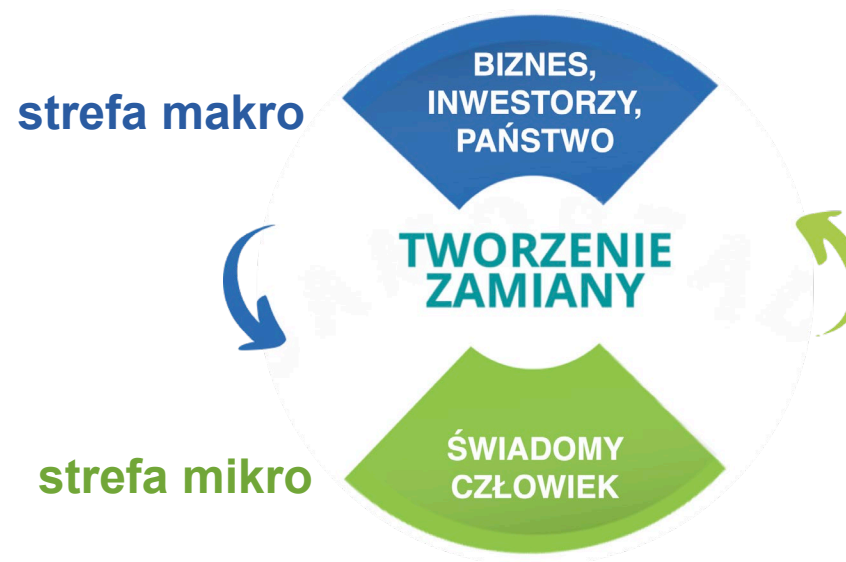 BIZNES,
INWESTORZY,
PAŃSTWO
strefa makro
TWORZENIE
ZAMIANY
ŚWIADOMY
CZŁOWIEK
strefa mikro